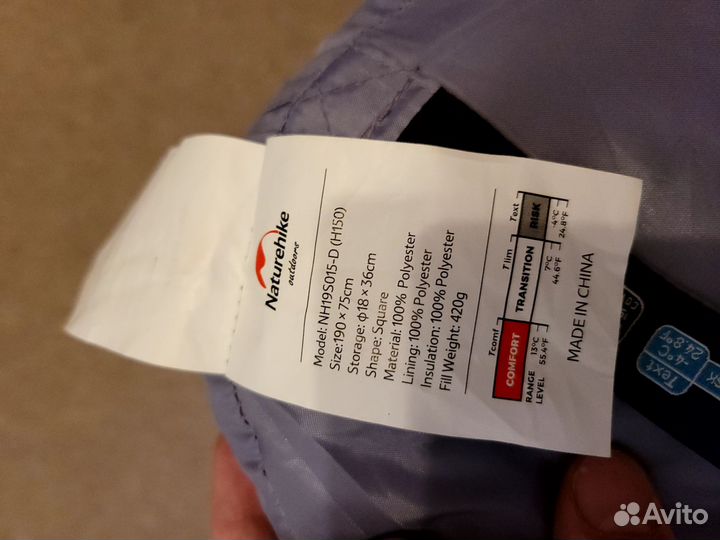 Naturehike
outdoors
Model: NH19S015-D (H150)
Size:190 × 75cm
Storage: φ18 × 36cm
Shape: Square
Material: 100% Polyester
Lining: 100% Polyester
Insulation: 100% Polyester
Fill Weight: 420g
Tcomf T lim Text
COMFORT TRANSITION RISK
RANGE 13°C 7°C -4°C
LEVEL 55.4°F 44.6°F 24.8°F
MADE IN CHINA
Text
-4°C
24.8°F
Avito